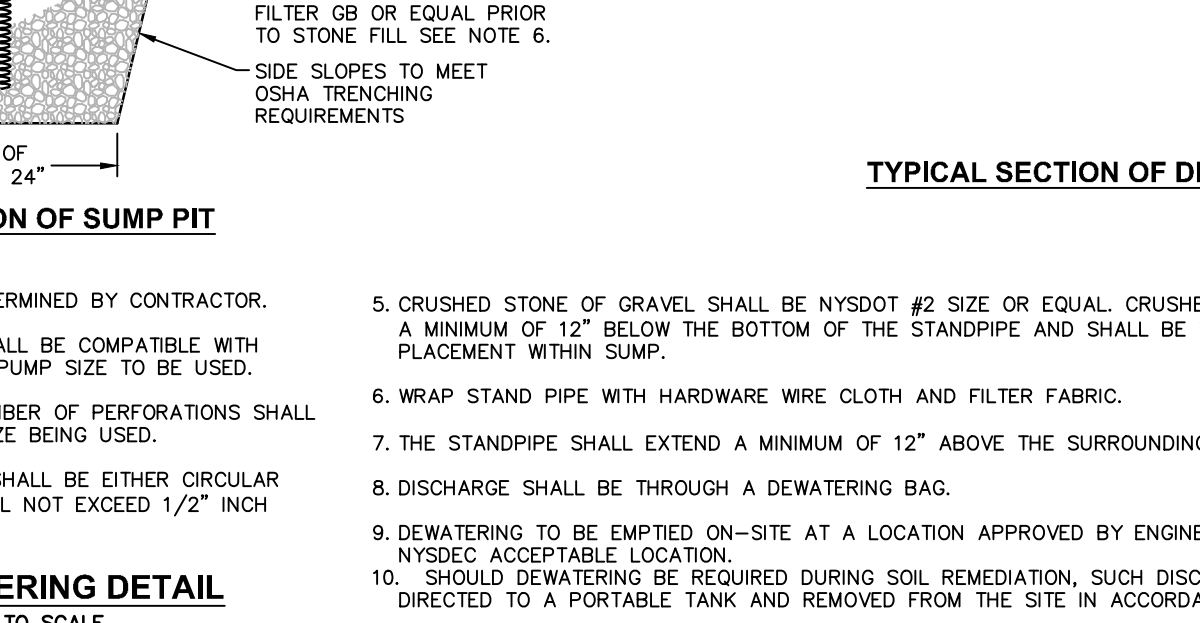 FILTER GB OR EQUAL PRIOR
TO STONE FILL SEE NOTE 6.
SIDE SLOPES TO MEET
OSHA TRENCHING
REQUIREMENTS
OF
24"
ON OF SUMP PIT
TYPICAL SECTION OF
ERMINED BY CONTRACTOR.
ALL BE COMPATIBLE WITH
PUMP SIZE TO BE USED.
BER OF PERFORATIONS SHALL
ZE BEING USED.
SHALL BE EITHER CIRCULAR
L NOT EXCEED 1/2" INCH
ERING DETAIL
TO SCALE
5. CRUSHED STONE OF GRAVEL SHALL BE NYSDOT #2 SIZE OR EQUAL. CRUSHE
A MINIMUM OF 12" BELOW THE BOTTOM OF THE STANDPIPE AND SHALL BE
PLACEMENT WITHIN SUMP.
6. WRAP STAND PIPE WITH HARDWARE WIRE CLOTH AND FILTER FABRIC.
7. THE STANDPIPE SHALL EXTEND A MINIMUM OF 12" ABOVE THE SURROUNDING
8. DISCHARGE SHALL BE THROUGH A DEWATERING BAG.
9. DEWATERING TO BE EMPTIED ON-SITE AT A LOCATION APPROVED BY ENGINE
NYSDEC ACCEPTABLE LOCATION.
10. SHOULD DEWATERING BE REQUIRED DURING SOIL REMEDIATION, SUCH DISC
DIRECTED TO A PORTABLE TANK AND REMOVED FROM THE SITE IN ACCORDA